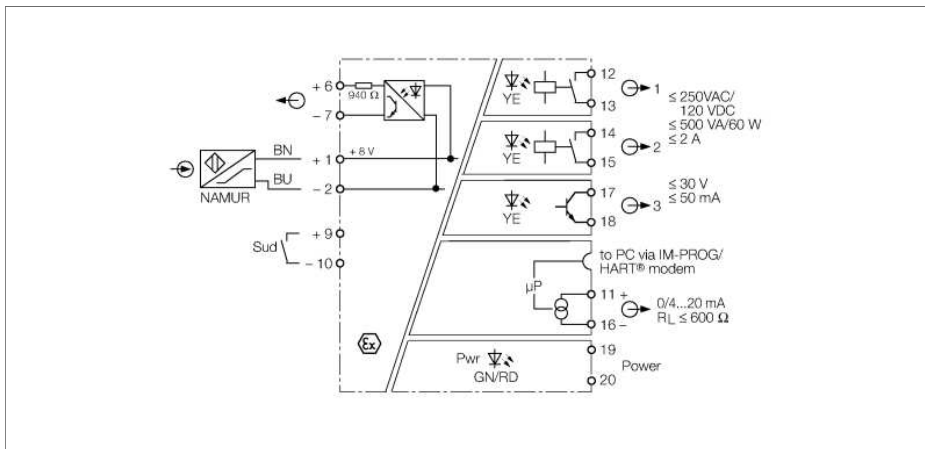 + 6
940 Ω
- 7
BN
+ 1
+ 8 V
BU
- 2
NAMUR
Sud
+ 9
- 10
Ex
YE
12
13
1
≤ 250VAC/
120 VDC
≤ 500 VA/60 W
≤ 2 A
YE
14
15
2
YE
17
18
3
≤ 30 V
≤ 50 mA
to PC via IM-PROG/
HART® modem
µP
11 +
16 -
0/4...20 mA
RL ≤ 600 Ω
Pwr
GN/RD
19
20
Power